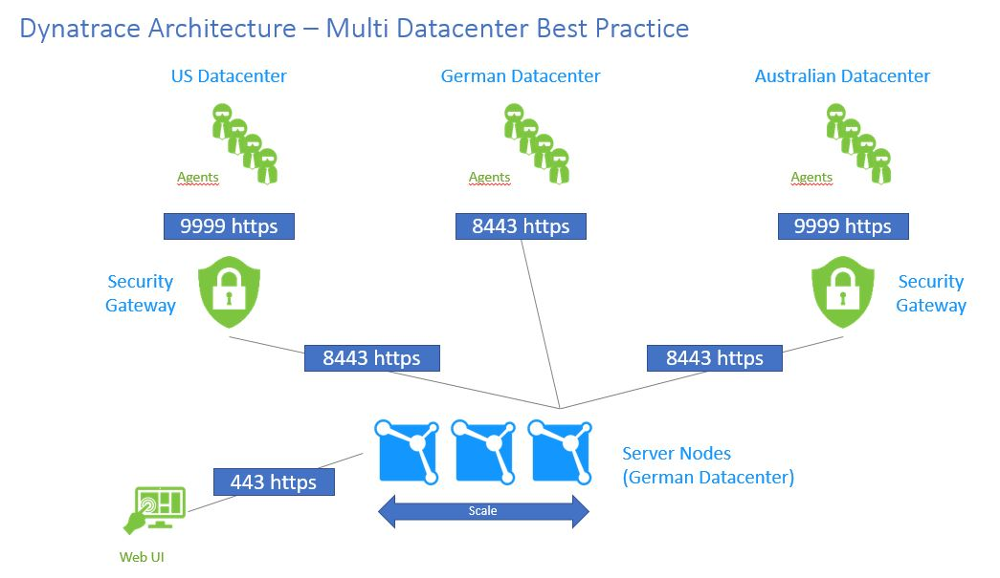 Dynatrace Architecture – Multi Datacenter Best Practice
US Datacenter
German Datacenter
Australian Datacenter
Agents
Agents
Agents
9999 https
8443 https
9999 https
Security
Gateway
Security
Gateway
8443 https
8443 https
Server Nodes
(German Datacenter)
443 https
Scale
Web UI